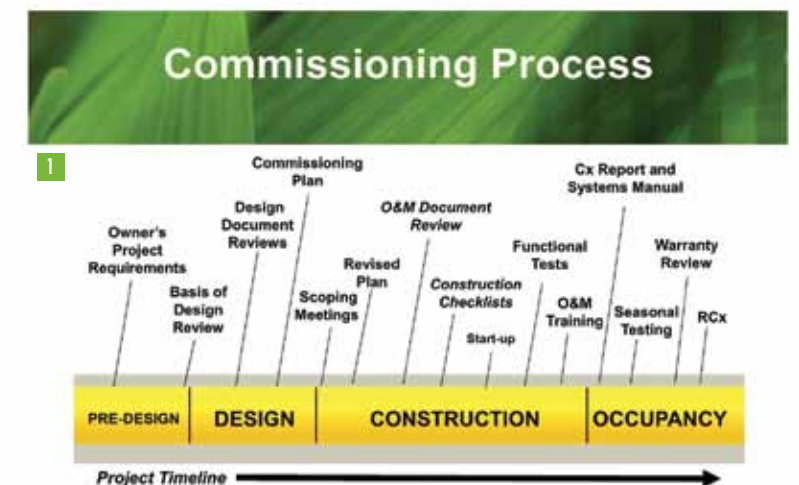 Commissioning Process
1
Commissioning
Plan
Cx Report and
Systems Manual
Design
Document
Reviews
O&M Document
Review
Owner's
Project
Requirements
Functional
Tests
Warranty
Review
Revised
Plan
Basis of
Design
Review
Scoping
Meetings
Construction
Checklists
O&M
Training
Seasonal
Testing
RCx
Start-up
PRE-DESIGN
DESIGN
CONSTRUCTION
OCCUPANCY
Project Timeline